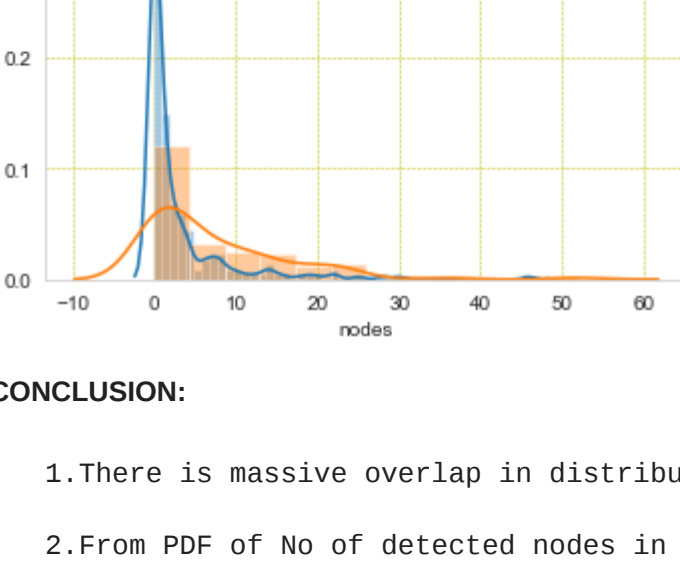 0.2
0.1
0.0
−10 0 10 20 30 40 50 60
nodes
CONCLUSION:
1.There is massive overlap in distribu
2.From PDF of No of detected nodes in